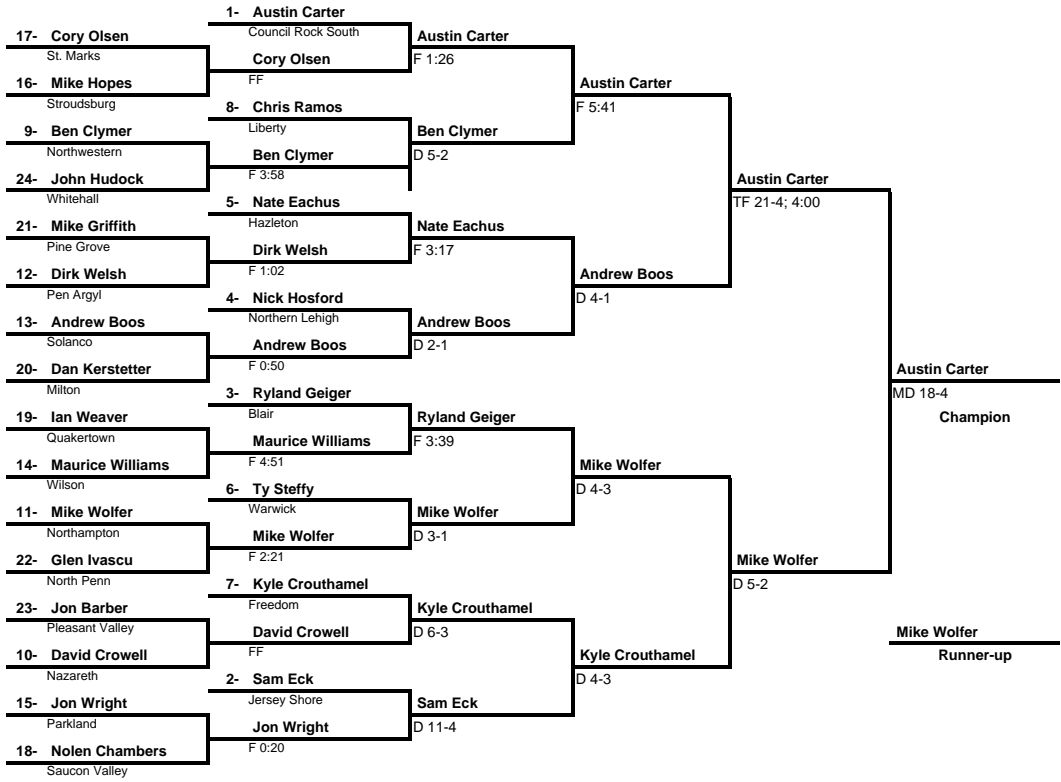 17- Cory Olsen
St. Marks
16- Mike Hopes
Stroudsburg
9- Ben Clymer
Northwestern
24- John Hudock
Whitehall
21- Mike Griffith
Pine Grove
12- Dirk Welsh
Pen Argyl
13- Andrew Boos
Solanco
20- Dan Kerstetter
Milton
19- Ian Weaver
Quakertown
14- Maurice Williams
Wilson
11- Mike Wolfer
Northampton
22- Glen Ivascu
North Penn
23- Jon Barber
Pleasant Valley
10- David Crowell
Nazareth
15- Jon Wright
Parkland
18- Nolen Chambers
Saucon Valley
1- Austin Carter
Council Rock South
Cory Olsen
FF
8- Chris Ramos
Liberty
Ben Clymer
F 3:58
5- Nate Eachus
Hazleton
Dirk Welsh
F 1:02
4- Nick Hosford
Northern Lehigh
Andrew Boos
F 0:50
3- Ryland Geiger
Blair
Maurice Williams
F 4:51
6- Ty Steffy
Warwick
Mike Wolfer
F 2:21
7- Kyle Crouthamel
Freedom
David Crowell
FF
2- Sam Eck
Jersey Shore
Jon Wright
F 0:20
Austin Carter
F 1:26
Ben Clymer
D 5-2
Nate Eachus
F 3:17
Andrew Boos
D 2-1
Ryland Geiger
F 3:39
Mike Wolfer
D 3-1
Kyle Crouthamel
D 6-3
Sam Eck
D 11-4
Austin Carter
F 5:41
Andrew Boos
D 4-1
Mike Wolfer
D 4-3
Kyle Crouthamel
D 4-3
Austin Carter
TF 21-4; 4:00
Mike Wolfer
D 5-2
Austin Carter
MD 18-4
Champion
Mike Wolfer
Runner-up